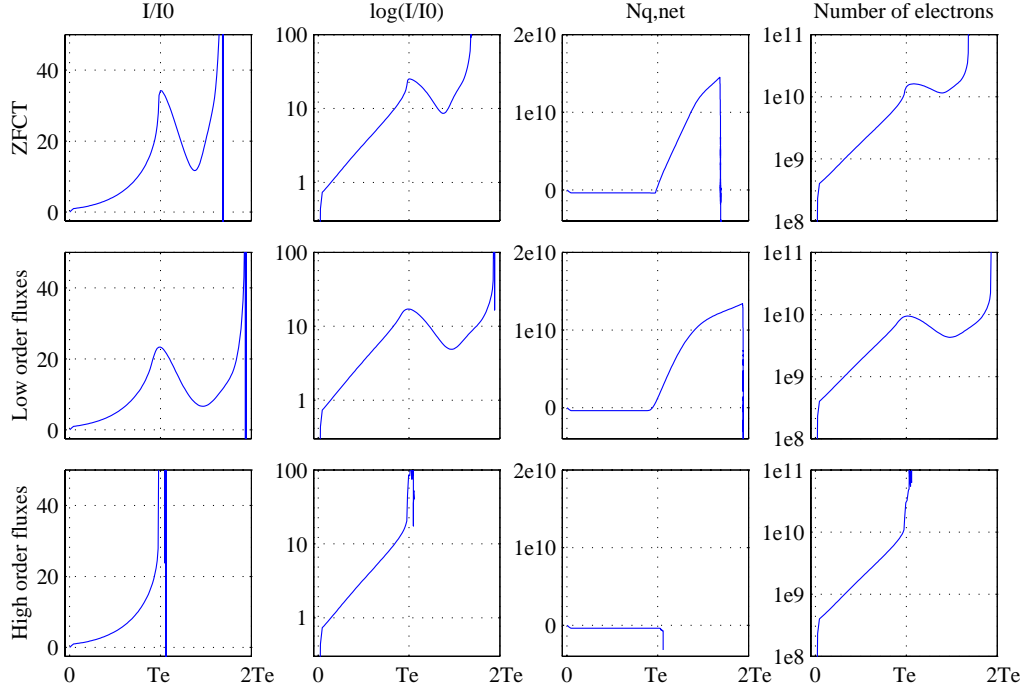 I/I0 log(I/I0) Nq,net Number of electrons
ZFCT
40
20
0
100
10
1
2e10
1e10
0
1e11
1e10
1e9
1e8
Low order fluxes
40
20
0
100
10
1
2e10
1e10
0
1e11
1e10
1e9
1e8
High order fluxes
40
20
0
100
10
1
2e10
1e10
0
1e11
1e10
1e9
1e8
0 Te 2Te 0 Te 2Te 0 Te 2Te 0 Te 2Te